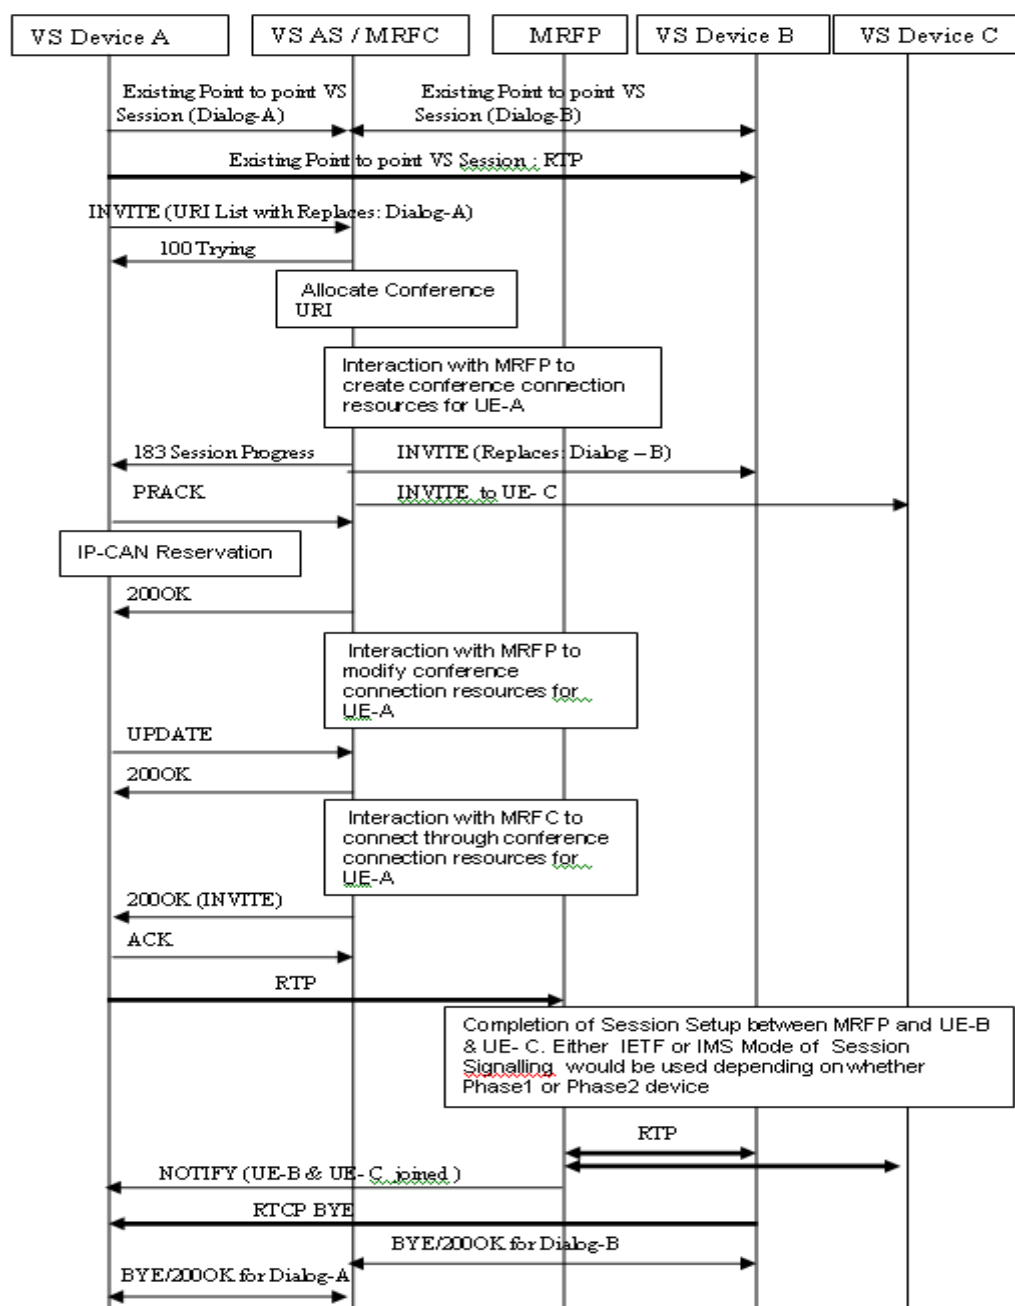 VS Device A
VS AS / MRFC
MRFP
VS Device B
VS Device C
Existing Point to point VS
Session (Dialog-A)
Existing Point to point VS
Session (Dialog-B)
Existing Point to point VS Session : RTP
INVITE (URI List with Replaces: Dialog-A)
100 Trying
Allocate Conference
URI
Interaction with MRFP to
create conference connection
resources for UE-A
183 Session Progress
INVITE (Replaces: Dialog – B)
PRACK
INVITE to UE- C
IP-CAN Reservation
200OK
Interaction with MRFP to
modify conference
connection resources for
UE-A
UPDATE
200OK
Interaction with MRFC to
connect through conference
connection resources for
UE-A
200OK (INVITE)
ACK
RTP
Completion of Session Setup between MRFP and UE-B
& UE- C. Either IETF or IMS Mode of Session
Signalling would be used depending on whether
Phase1 or Phase2 device
RTP
NOTIFY (UE-B & UE- C joined )
RTCP BYE
BYE/200OK for Dialog-B
BYE/200OK for Dialog-A